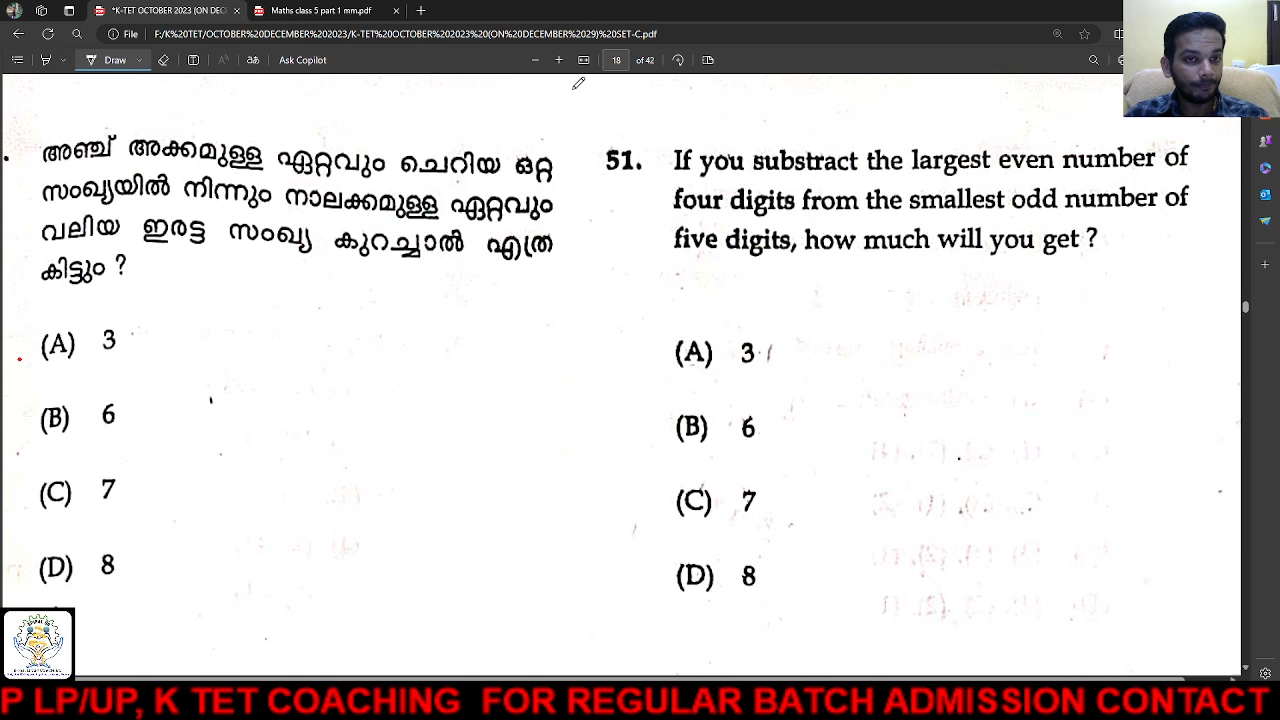 *K-TET OCTOBER 2023 (ON DEC
Maths class 5 part 1 mm.pdf
File
F:/K%20TET/OCTOBER%20DECEMBER%202023/K-TET%20OCTOBER%202023%20(ON%20DECEMBER%2029)%20SET-C.pdf
Draw
Ask Copilot
18 of 42
അഞ്ച് അക്കമുള്ള ഏറ്റവും ചെറിയ ഒറ്റ
സംഖ്യയിൽ നിന്നും നാലക്കമുള്ള ഏറ്റവും
വലിയ ഇരട്ട സംഖ്യ കുറച്ചാൽ എത്ര
കിട്ടും ?
(A) 3
(B) 6
(C) 7
(D) 8
51. If you substract the largest even number of
four digits from the smallest odd number of
five digits, how much will you get ?
(A) 3
(B) 6
(C) 7
(D) 8
P LP/UP, K TET COACHING FOR REGULAR BATCH ADMISSION CONTACT